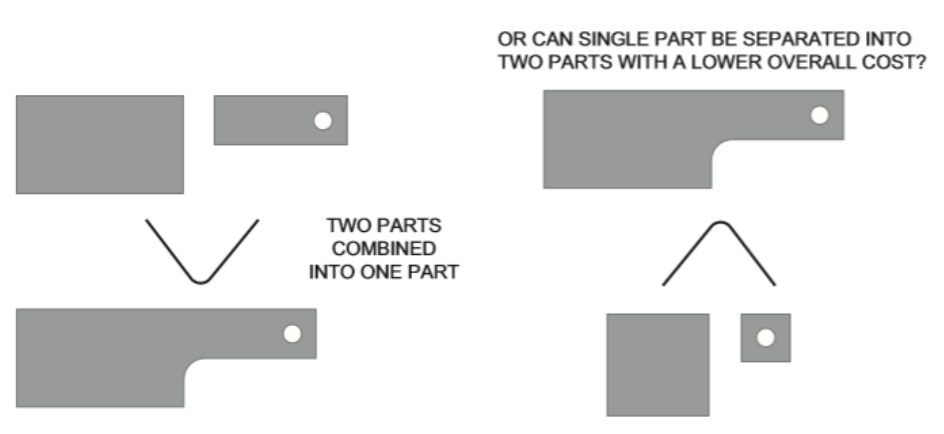 OR CAN SINGLE PART BE SEPARATED INTO
TWO PARTS WITH A LOWER OVERALL COST?
TWO PARTS
COMBINED
INTO ONE PART